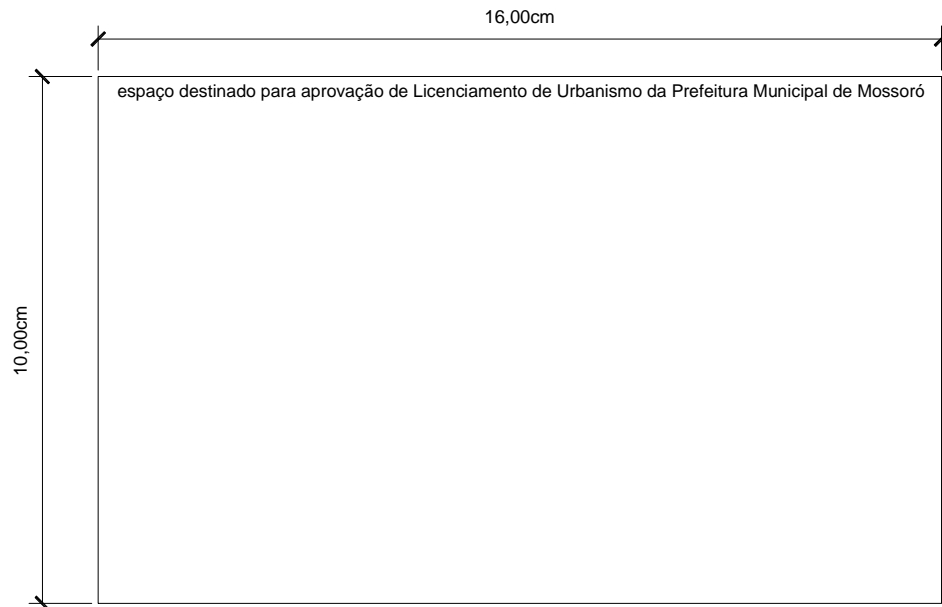 16,00cm
espaço destinado para aprovação de Licenciamento de Urbanismo da Prefeitura Municipal de Mossoró
10,00cm